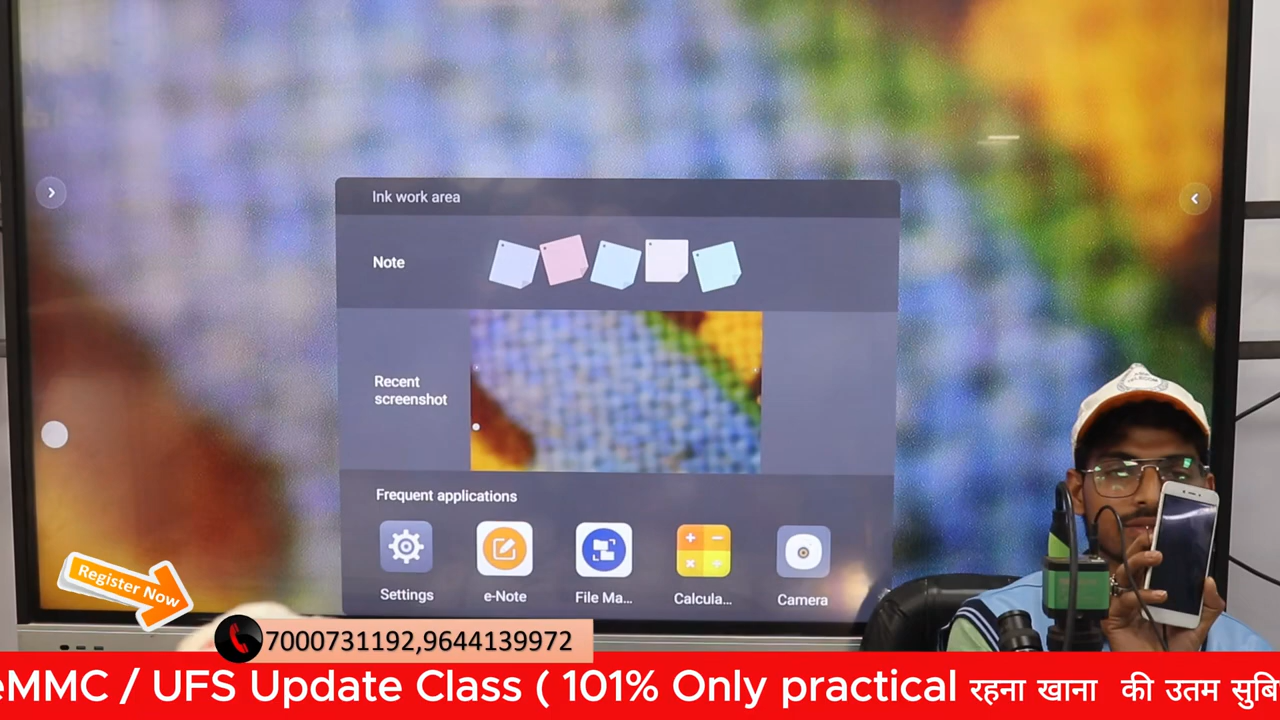 Ink work area
Note
Recent
screenshot
Frequent applications
Settings
e-Note
File Ma...
Calcula...
Camera
Register Now
7000731192,9644139972
eMMC / UFS Update Class ( 101% Only practical रहना खाना की उतम सुबि